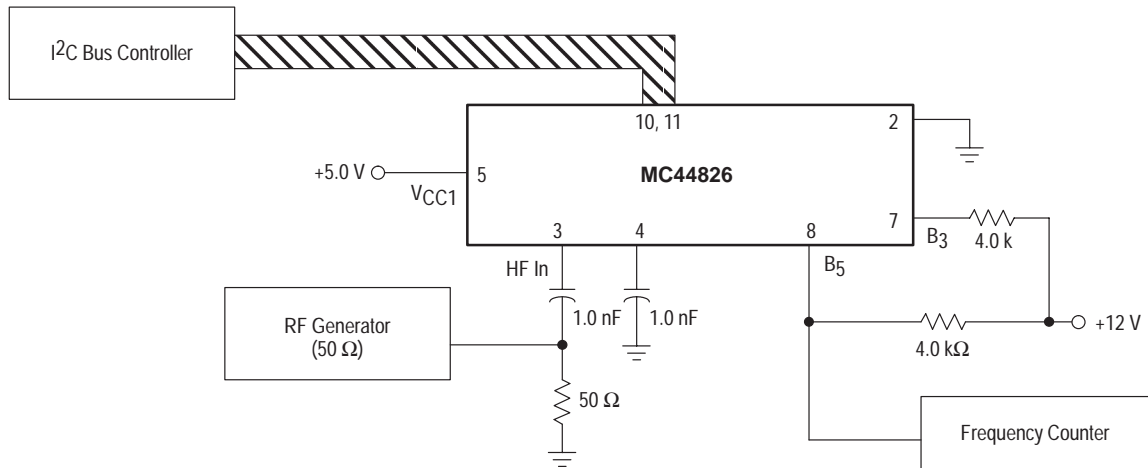 I2C Bus Controller
10, 11
2
+5.0 V
VCC1
5
MC44826
7
B3
4.0 k
3
4
8
HF In
B5
1.0 nF
1.0 nF
RF Generator
(50 Ω)
+12 V
4.0 kΩ
50 Ω
Frequency Counter